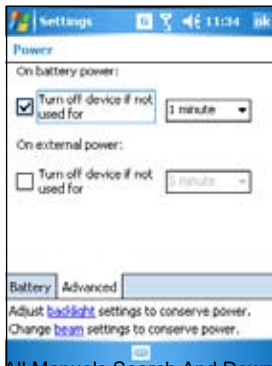 Settings 11:34 ok
Power
On battery power:
Turn off device if not
used for
1 minute
On external power:
Turn off device if not
used for
5 minute
Battery Advanced
Adjust backlight settings to conserve power.
Change beam settings to conserve power.
All Manuals Search And Down